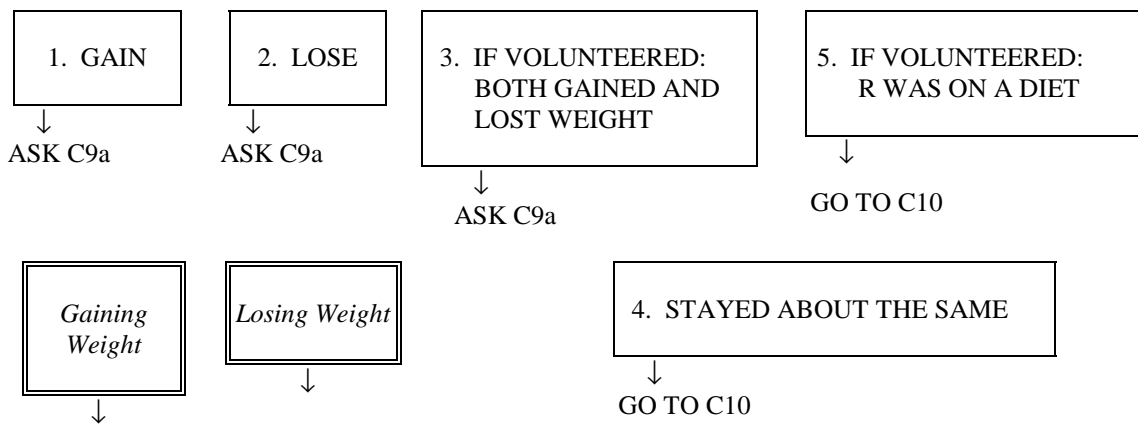 1. GAIN
2. LOSE
3. IF VOLUNTEERED:
BOTH GAINED AND
LOST WEIGHT
5. IF VOLUNTEERED:
R WAS ON A DIET
↓
ASK C9a
↓
ASK C9a
↓
ASK C9a
↓
GO TO C10
Gaining
Weight
↓
Losing Weight
↓
4. STAYED ABOUT THE SAME
↓
GO TO C10